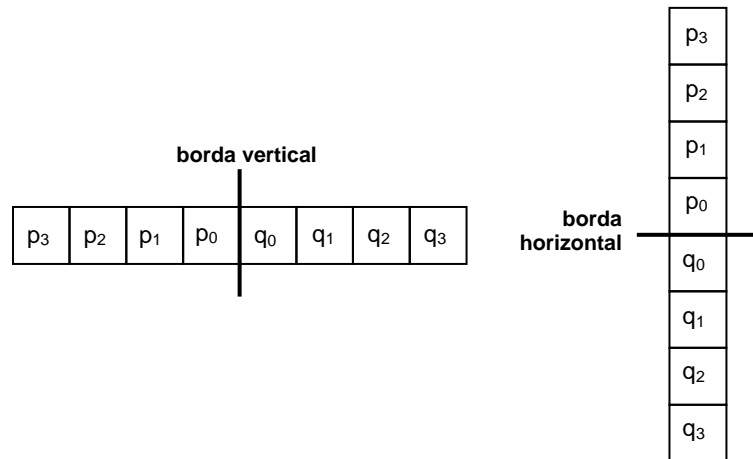 borda vertical
p₃ p₂ p₁ p₀ q₀ q₁ q₂ q₃
p₃
p₂
p₁
p₀
borda
horizontal
q₀
q₁
q₂
q₃